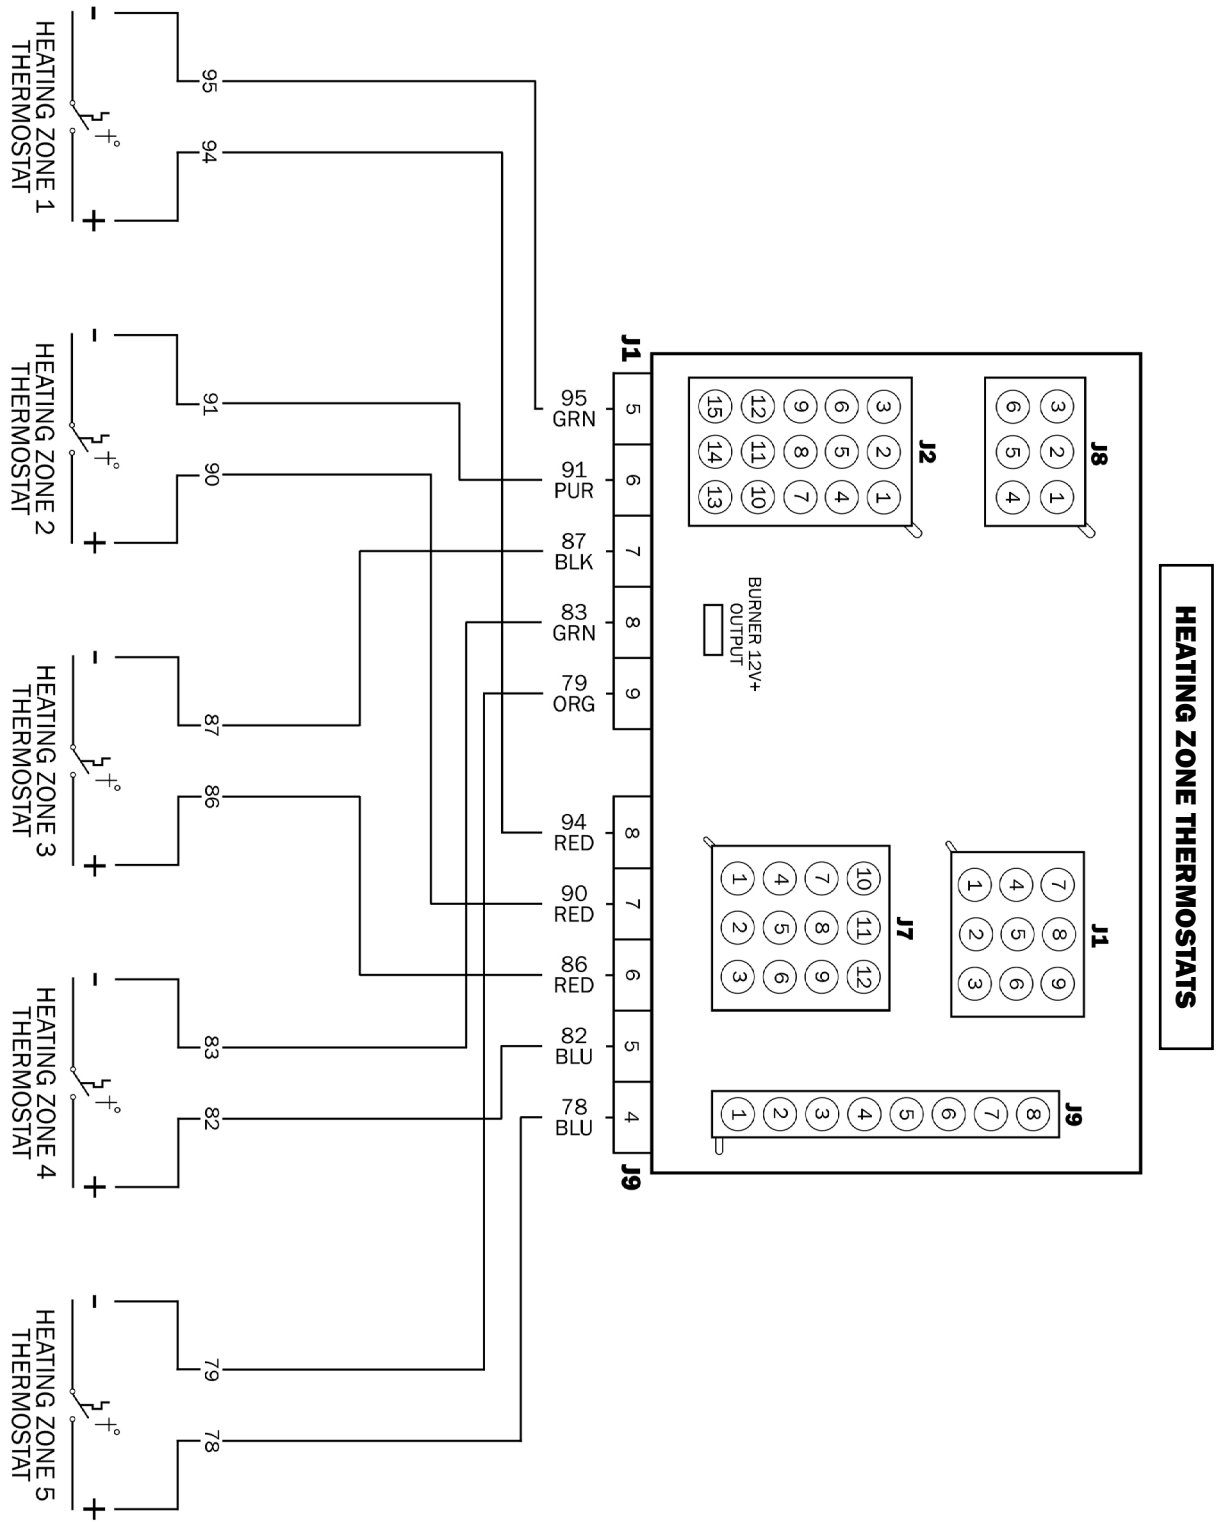 HEATING ZONE THERMOSTATS
J8
3 2 1
6 5 4
J1
7 8 9
4 5 6
1 2 3
J2
3 2 1
6 5 4
9 8 7
12 11 10
15 14 13
J7
10 11 12
7 8 9
4 5 6
1 2 3
J9
8
7
6
5
4
3
2
1
BURNER 12V+
OUTPUT
J1
5
6
7
8
9
8
7
6
5
4
J9
95
GRN
91
PUR
87
BLK
83
GRN
79
ORG
94
RED
90
RED
86
RED
82
BLU
78
BLU
95
94
91
90
87
86
83
82
79
78
- +
HEATING ZONE 1
THERMOSTAT
- +
HEATING ZONE 2
THERMOSTAT
- +
HEATING ZONE 3
THERMOSTAT
- +
HEATING ZONE 4
THERMOSTAT
- +
HEATING ZONE 5
THERMOSTAT